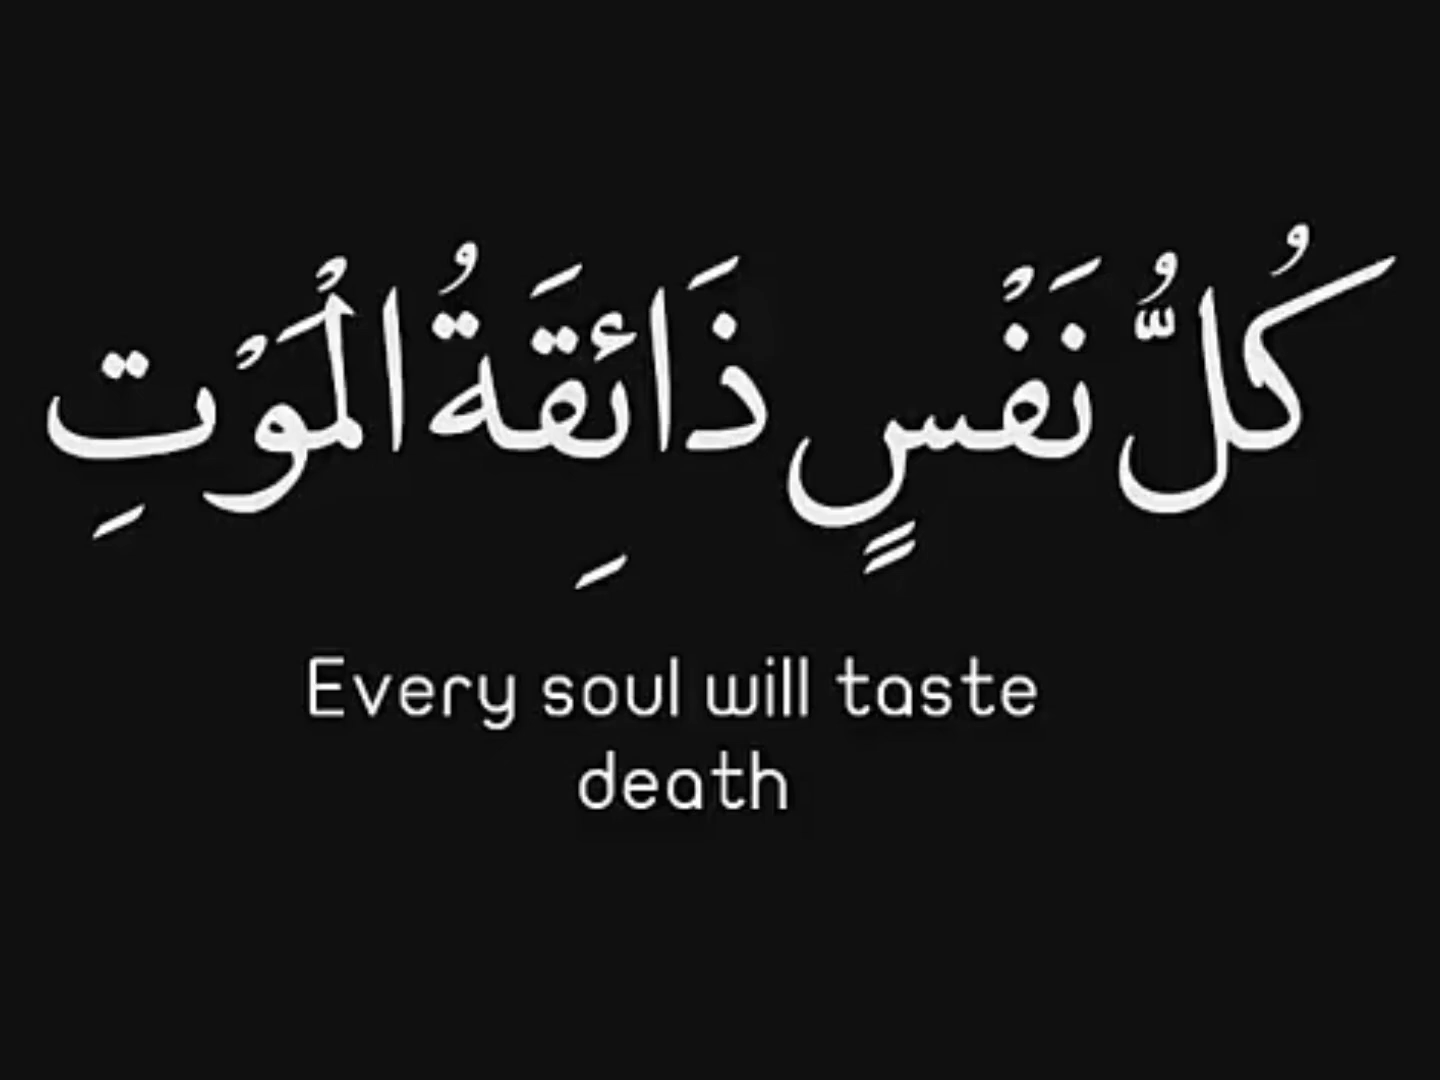 كُلُّ نَفْسٍ ذَائِقَةُ الْمَوْتِ
Every soul will taste
death